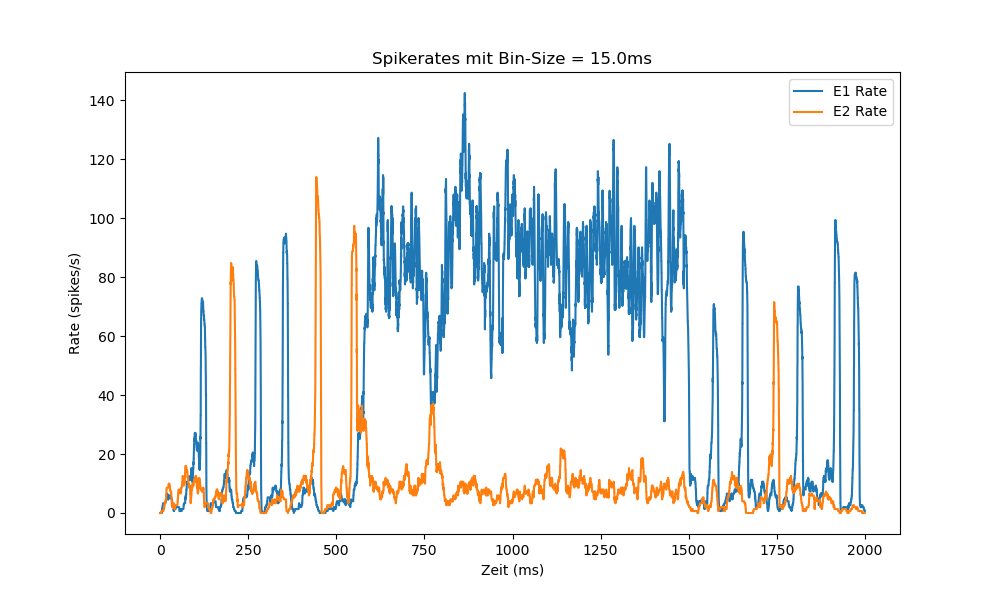 Spikerates mit Bin-Size = 15.0ms
E1 Rate
E2 Rate
140
120
100
80
60
40
20
0
Rate (spikes/s)
0 250 500 750 1000 1250 1500 1750 2000
Zeit (ms)